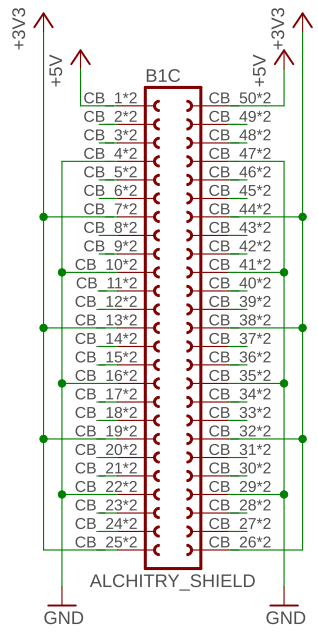 +3V3 +3V3
+5V +5V
B1C
CB_1*2 CB_50*2
CB_2*2 CB_49*2
CB_3*2 CB_48*2
CB_4*2 CB_47*2
CB_5*2 CB_46*2
CB_6*2 CB_45*2
CB_7*2 CB_44*2
CB_8*2 CB_43*2
CB_9*2 CB_42*2
CB_10*2 CB_41*2
CB_11*2 CB_40*2
CB_12*2 CB_39*2
CB_13*2 CB_38*2
CB_14*2 CB_37*2
CB_15*2 CB_36*2
CB_16*2 CB_35*2
CB_17*2 CB_34*2
CB_18*2 CB_33*2
CB_19*2 CB_32*2
CB_20*2 CB_31*2
CB_21*2 CB_30*2
CB_22*2 CB_29*2
CB_23*2 CB_28*2
CB_24*2 CB_27*2
CB_25*2 CB_26*2
ALCHITRY_SHIELD
GND GND